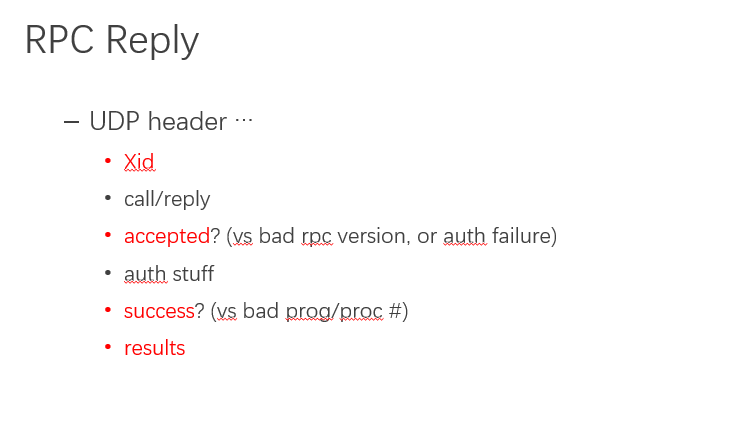 RPC Reply
– UDP header …
• Xid
• call/reply
• accepted? (vs bad rpc version, or auth failure)
• auth stuff
• success? (vs bad prog/proc #)
• results